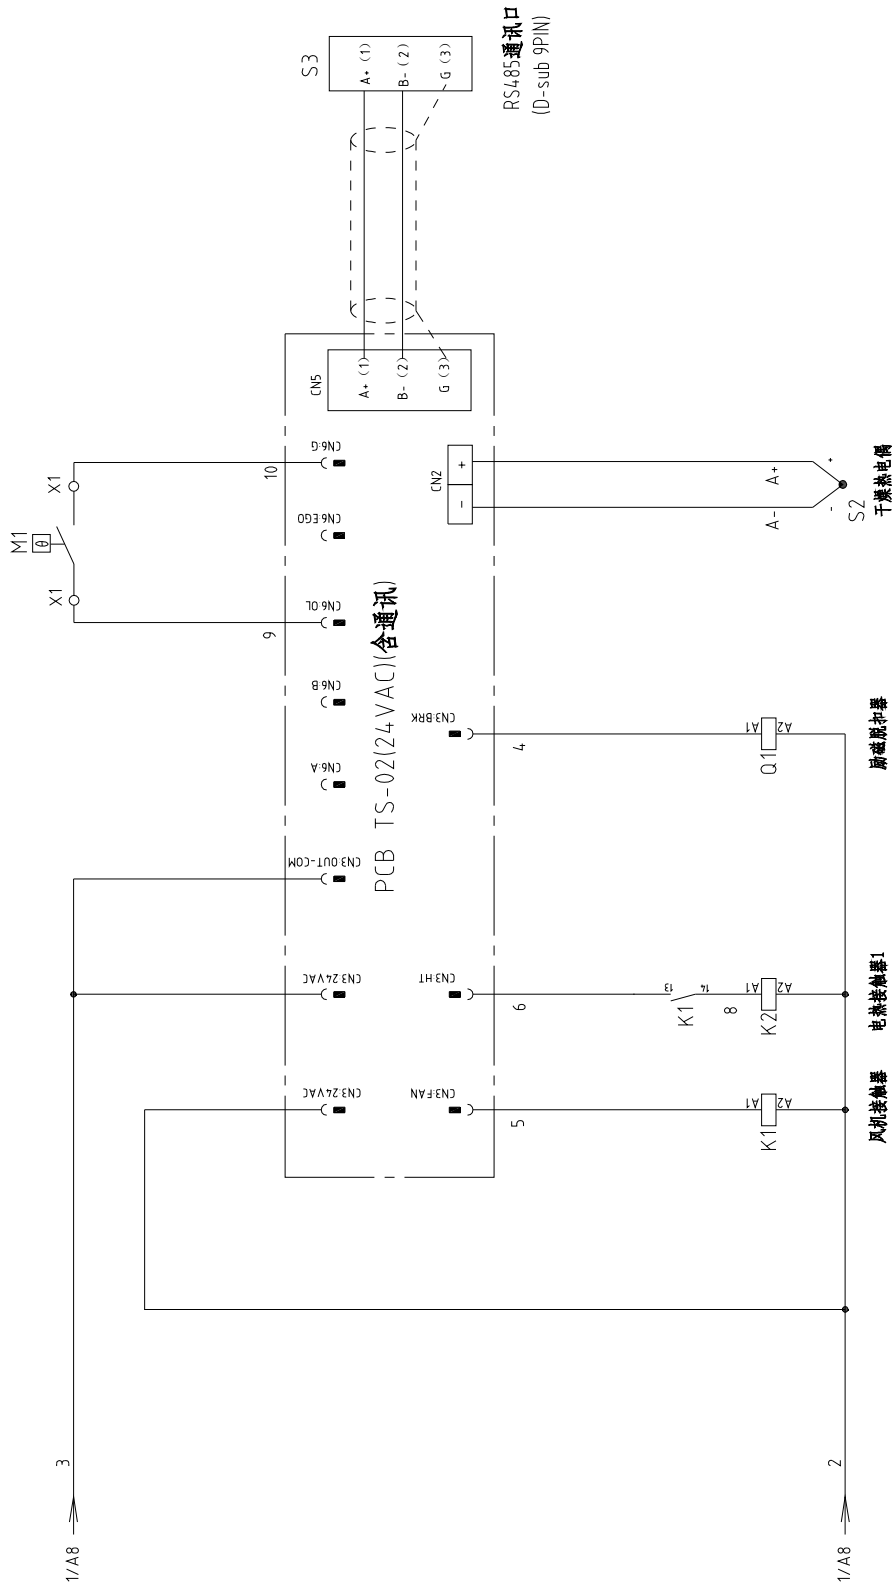 S3
A+ (1)
B- (2)
G (3)
RS485通讯口
(D-sub 9PIN)
CN5
A+ (1)
B- (2)
G (3)
M1
θ
X1
X1
10
9
CN6:G
CN6:EGO
CN6:OL
CN6:B
CN6:A
CN3:OUT-COM
CN3:24VAC
CN3:24VAC
PCB TS-02(24VAC)(含通讯)
CN2
+
-
A+
A-
+
-
S2
干燥热电偶
CN3:BRK
4
A1
A2
Q1
励磁脱扣器
CN3:HT
6
13
14
K1
8
A1
A2
K2
电热接触器1
CN3:FAN
5
A1
A2
K1
风机接触器
3
1/A8
2
1/A8